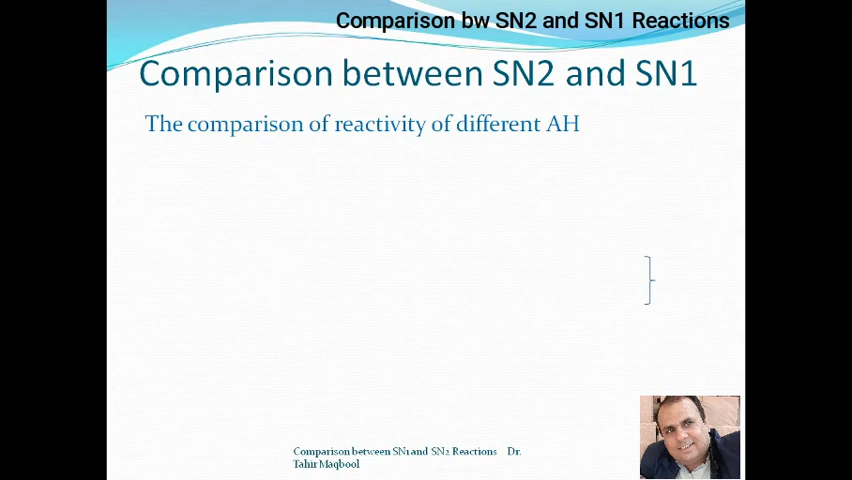 Comparison bw SN2 and SN1 Reactions
Comparison between SN2 and SN1
The comparison of reactivity of different AH
Comparison between SN1 and SN2 Reactions Dr.
Tahir Maqbool